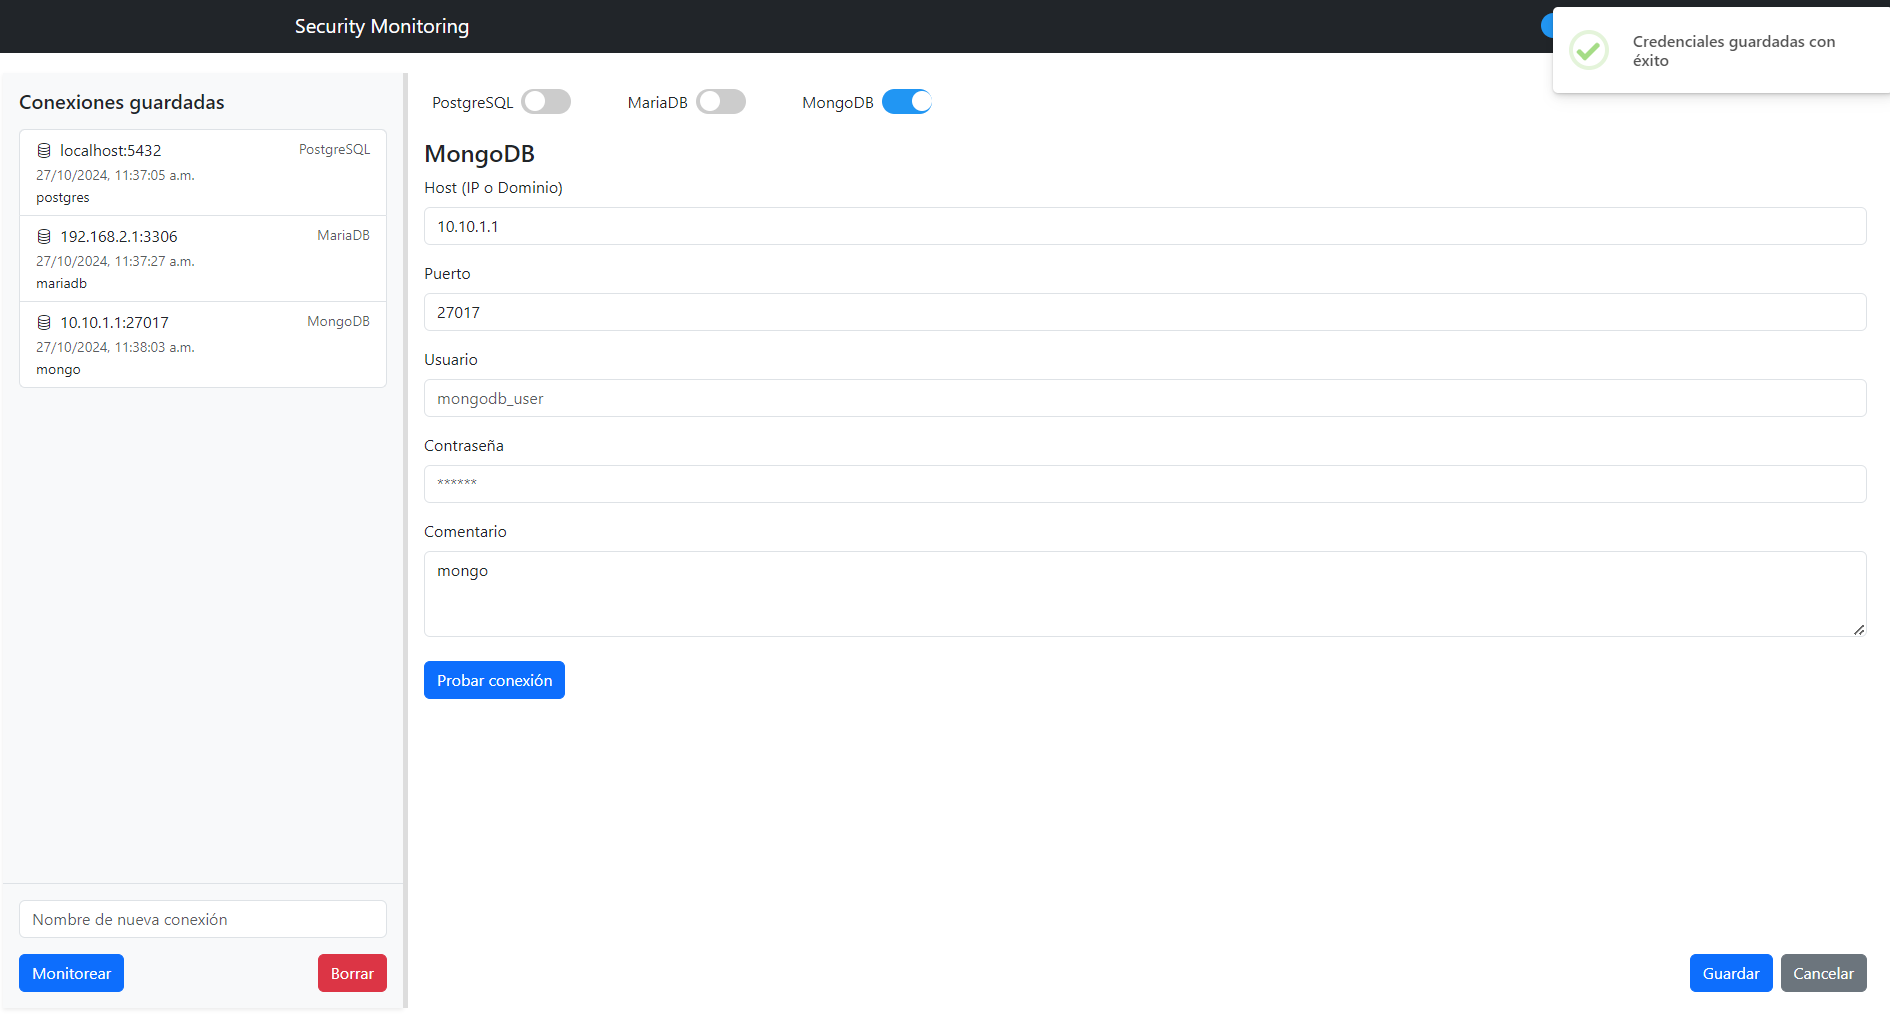 Security Monitoring
Credenciales guardadas con
éxito
Conexiones guardadas
localhost:5432
PostgreSQL
27/10/2024, 11:37:05 a.m.
postgres
192.168.2.1:3306
MariaDB
27/10/2024, 11:37:27 a.m.
mariadb
10.10.1.1:27017
MongoDB
27/10/2024, 11:38:03 a.m.
mongo
Nombre de nueva conexión
Monitorear
Borrar
PostgreSQL
MariaDB
MongoDB
MongoDB
Host (IP o Dominio)
10.10.1.1
Puerto
27017
Usuario
mongodb_user
Contraseña
******
Comentario
mongo
Probar conexión
Guardar
Cancelar